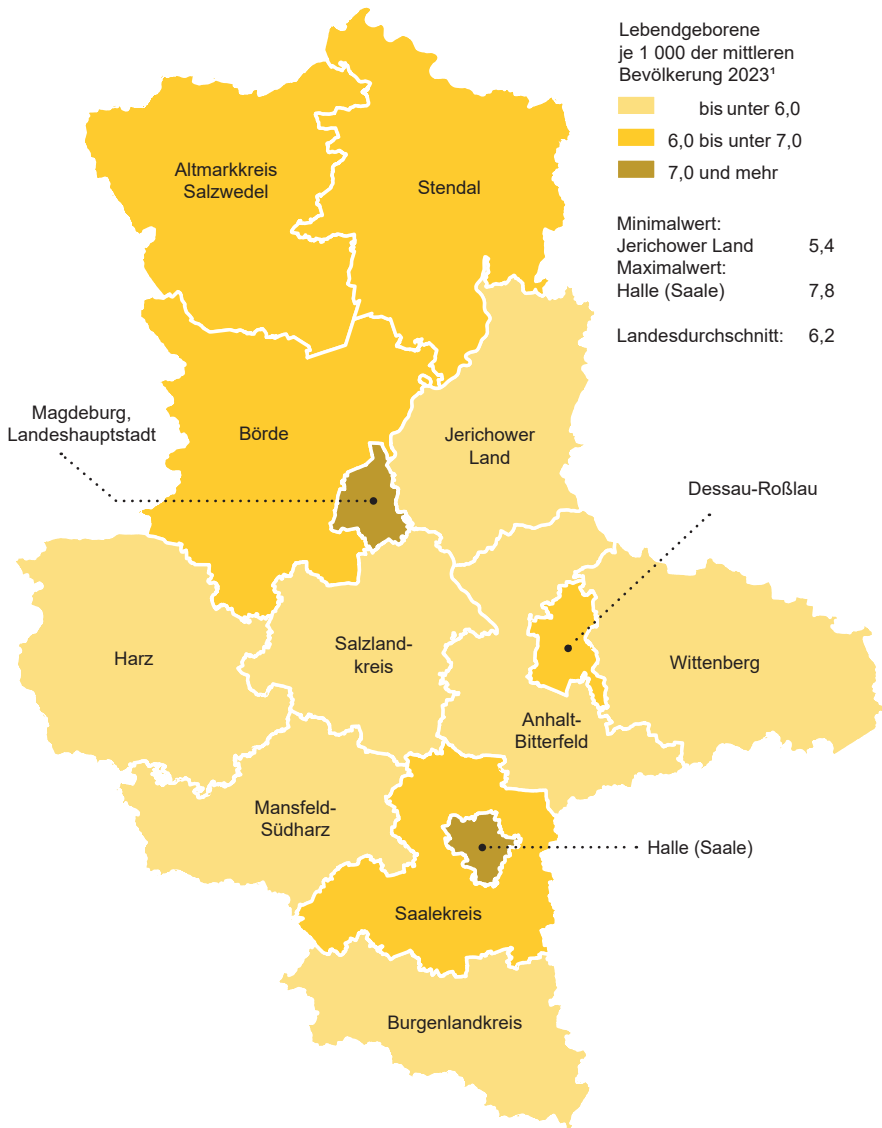 Lebendgeborene
je 1 000 der mittleren
Bevölkerung 2023¹
bis unter 6,0
6,0 bis unter 7,0
7,0 und mehr
Minimalwert:
Jerichower Land 5,4
Maximalwert:
Halle (Saale) 7,8
Landesdurchschnitt: 6,2
Altmarkkreis
Salzwedel
Stendal
Magdeburg,
Landeshauptstadt
Börde
Jerichower
Land
Dessau-Roßlau
Harz
Salzland-
kreis
Wittenberg
Anhalt-
Bitterfeld
Mansfeld-
Südharz
Halle (Saale)
Saalekreis
Burgenlandkreis